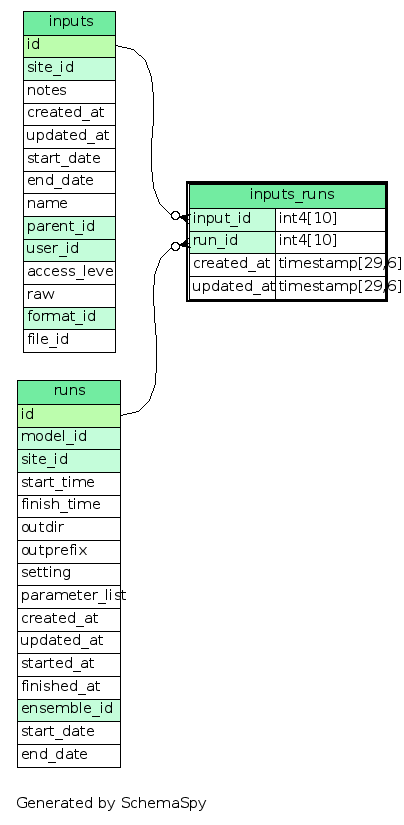 inputs
id
site_id
notes
created_at
updated_at
start_date
end_date
name
parent_id
user_id
access_leve
raw
format_id
file_id
inputs_runs
input_id int4[10]
run_id int4[10]
created_at timestamp[29,6]
updated_at timestamp[29,6]
runs
id
model_id
site_id
start_time
finish_time
outdir
outprefix
setting
parameter_list
created_at
updated_at
started_at
finished_at
ensemble_id
start_date
end_date
Generated by SchemaSpy